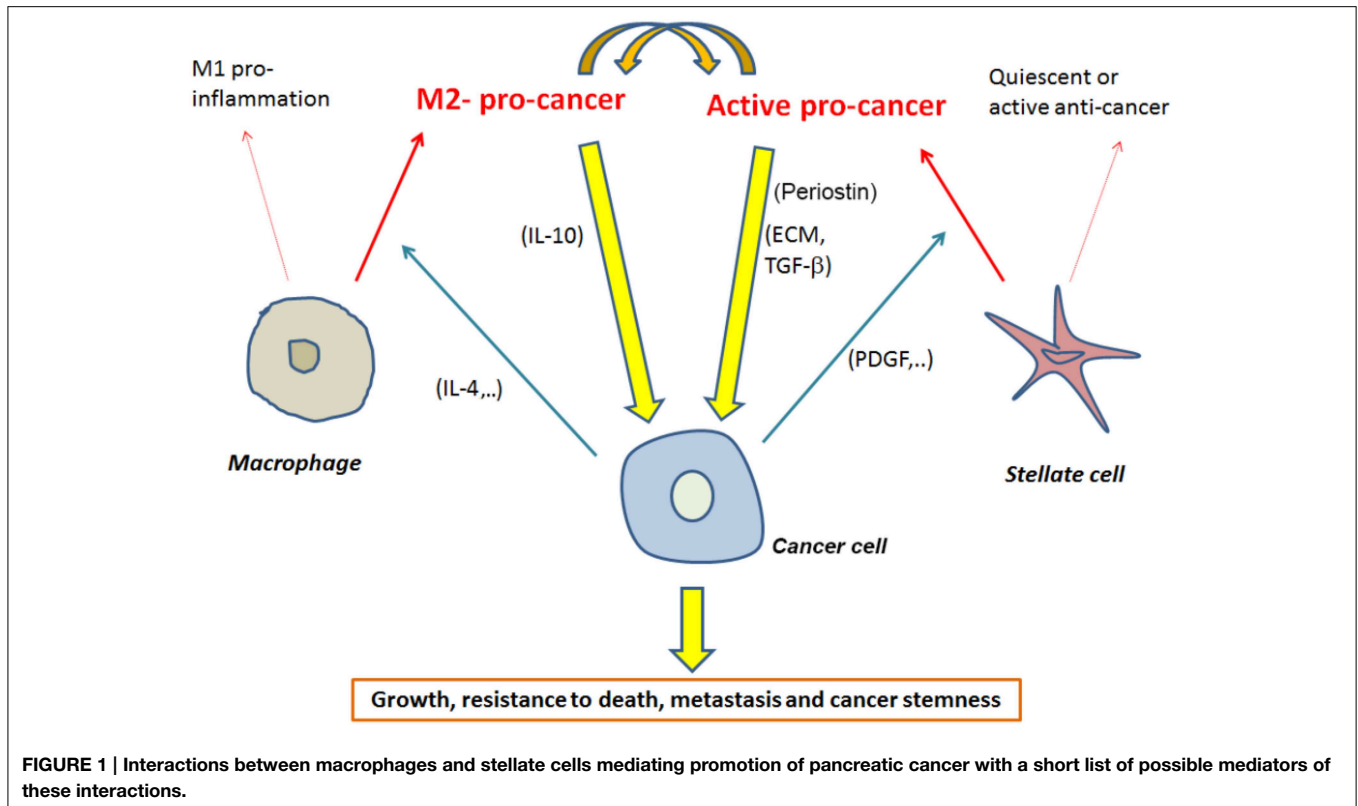 M1 pro-
inflammation
M2- pro-cancer
Active pro-cancer
Quiescent or
active anti-cancer
(IL-10)
(Periostin)
(ECM,
TGF-β)
(IL-4,..)
(PDGF,..)
Macrophage
Stellate cell
Cancer cell
Growth, resistance to death, metastasis and cancer stemness
FIGURE 1 | Interactions between macrophages and stellate cells mediating promotion of pancreatic cancer with a short list of possible mediators of
these interactions.